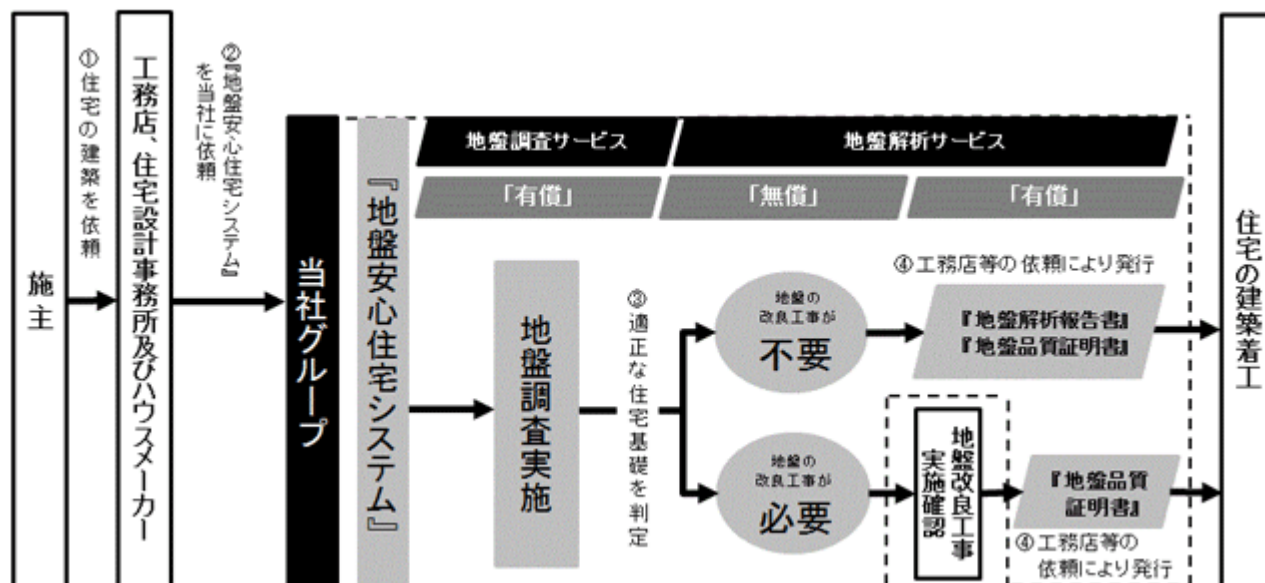 施主
①住宅の建築を依頼
工務店、住宅設計事務所及びハウスメーカー
②『地盤安心住宅システム』
を当社に依頼
当社グループ
『地盤安心住宅システム』
地盤調査サービス
地盤解析サービス
「有償」
「無償」
「有償」
地盤調査実施
③適正な住宅基礎を判定
地盤の
改良工事が
不要
④工務店等の依頼により発行
『地盤解析報告書』
『地盤品質証明書』
地盤の
改良工事が
必要
地盤改良工事
実施確認
『地盤品質
証明書』
④工務店等の
依頼により発行
住宅の建築着工